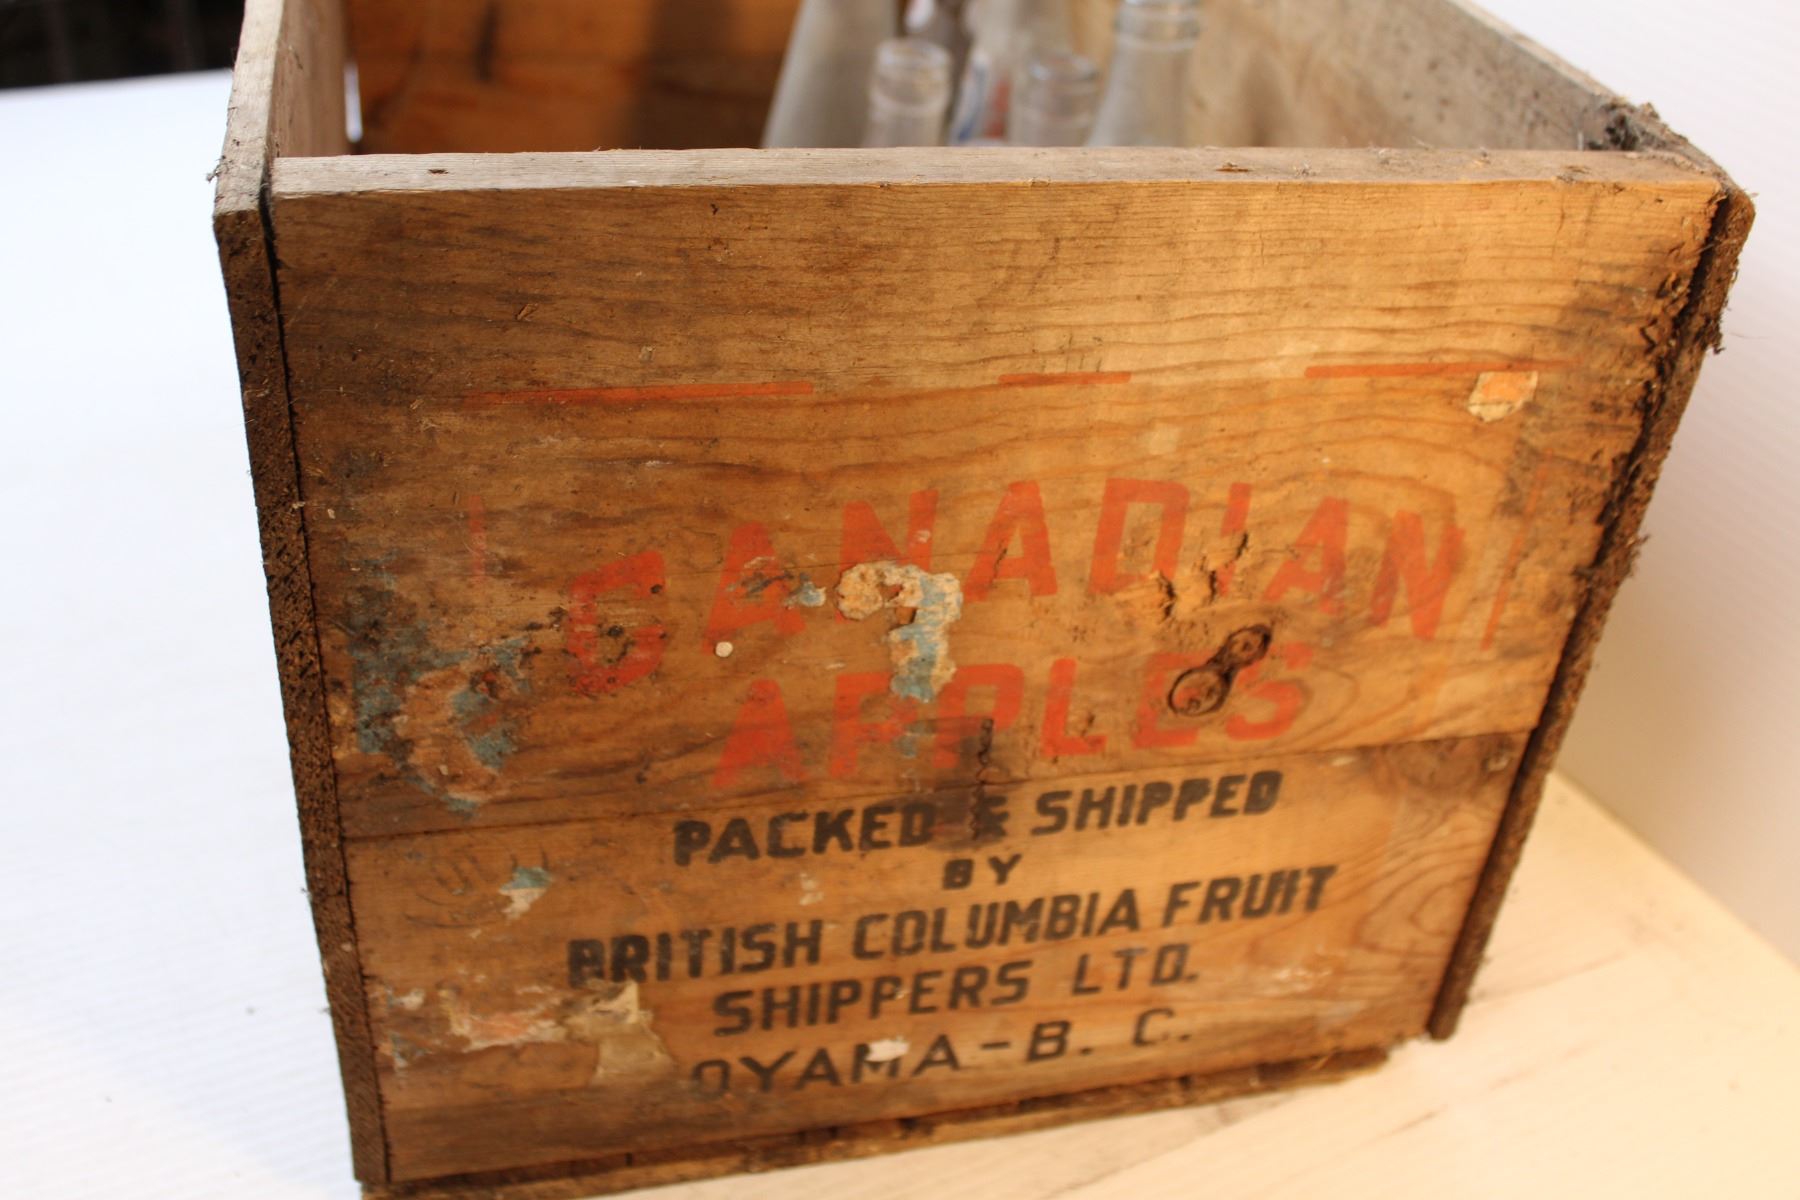 CANADIAN
APPLES
PACKED & SHIPPED
BY
BRITISH COLUMBIA FRUIT
SHIPPERS LTD.
OYAMA-B. C.